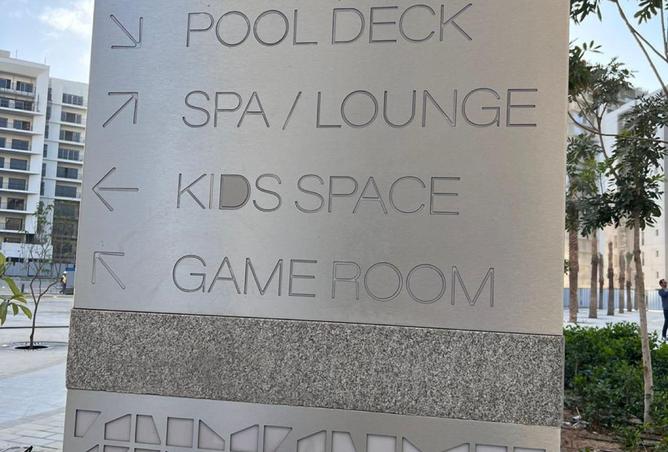 ↘ POOL DECK
↗ SPA / LOUNGE
← KIDS SPACE
↖ GAME ROOM